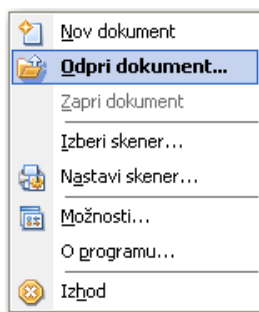 Nov dokument
Odpri dokument...
Zapri dokument
Izberi skener...
Nastavi skener...
Možnosti...
O programu...
Izhod